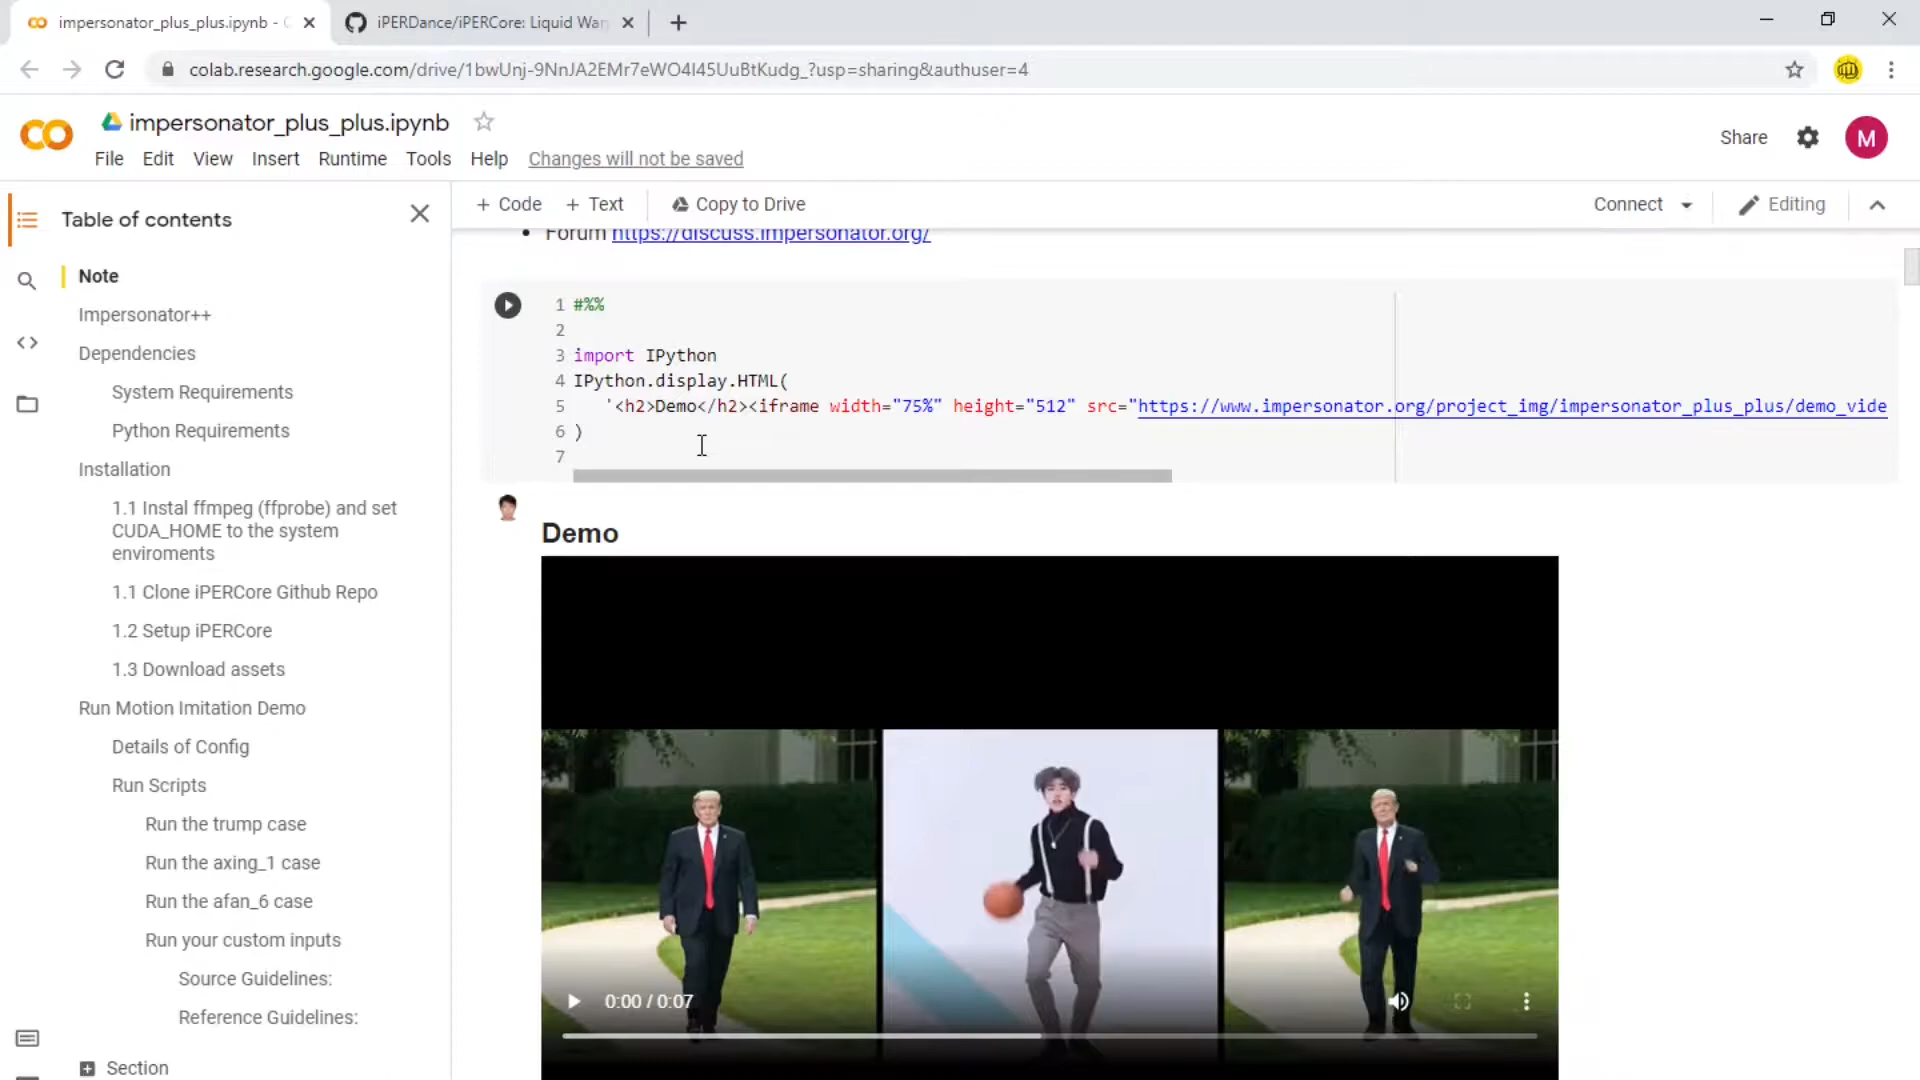 impersonator_plus_plus.ipynb -
iPERDance/iPERCore: Liquid War
colab.research.google.com/drive/1bwUnj-9NnJA2EMr7eWO4l45UuBtKudg_?usp=sharing&authuser=4
impersonator_plus_plus.ipynb
File Edit View Insert Runtime Tools Help Changes will not be saved
Share
M
Table of contents
+ Code + Text Copy to Drive
Connect
Editing
Note
Impersonator++
Dependencies
System Requirements
Python Requirements
Installation
1.1 Instal ffmpeg (ffprobe) and set
CUDA_HOME to the system
enviroments
1.1 Clone iPERCore Github Repo
1.2 Setup iPERCore
1.3 Download assets
Run Motion Imitation Demo
Details of Config
Run Scripts
Run the trump case
Run the axing_1 case
Run the afan_6 case
Run your custom inputs
Source Guidelines:
Reference Guidelines:
Section
• Forum https://discuss.impersonator.org/
1 #%%
2
3 import IPython
4 IPython.display.HTML(
5 '<h2>Demo</h2><iframe width="75%" height="512" src="https://www.impersonator.org/project_img/impersonator_plus_plus/demo_vide
6 )
7
Demo
0:00 / 0:07